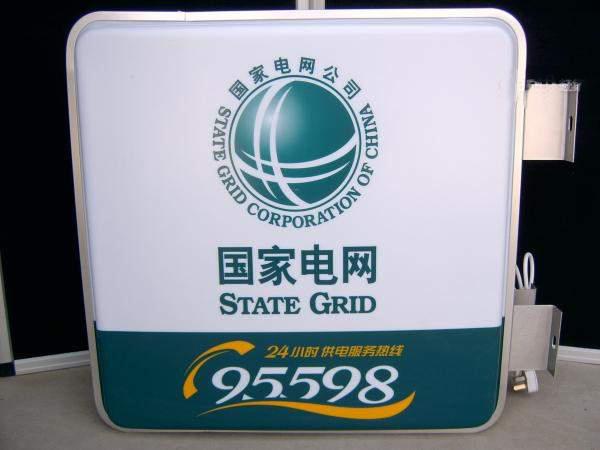 国家电网公司
STATE GRID CORPORATION OF CHINA
国家电网
STATE GRID
24小时 供电服务热线
95598